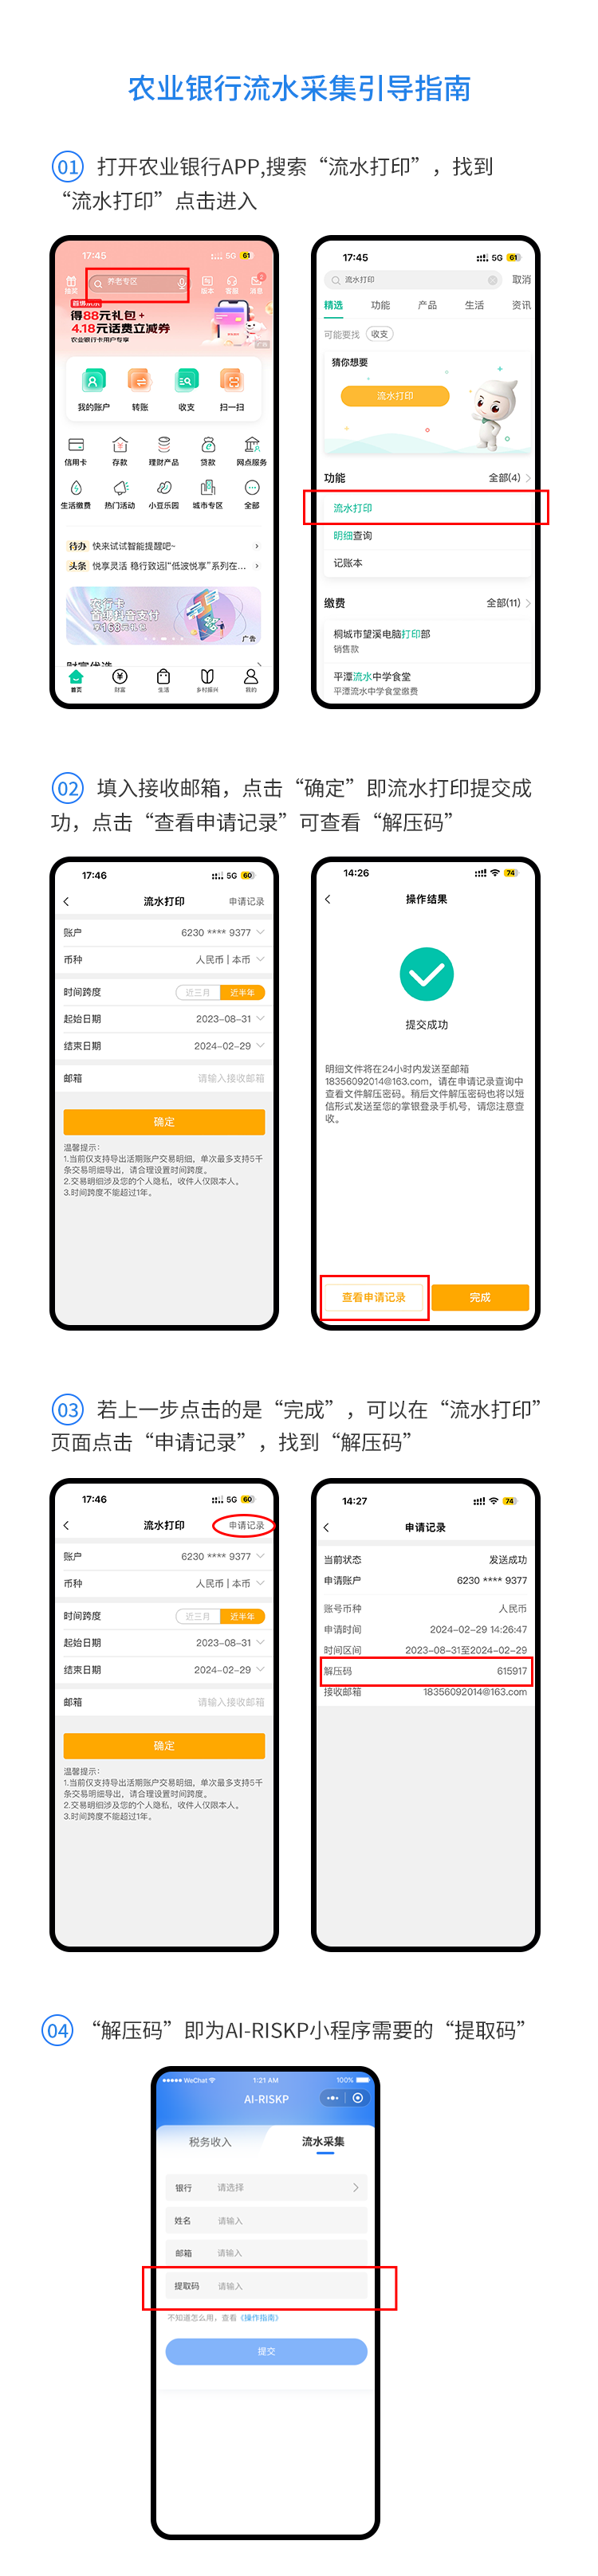 农业银行流水采集引导指南
01 打开农业银行APP,搜索“流水打印”，找到
“流水打印”点击进入
17:45
5G 61
养老专区
版本 客服 消息
得88元礼包+
4.18元话费立减券
农业银行卡用户专享
我的账户 转账 收支 扫一扫
信用卡 存款 理财产品 贷款 网点服务
生活缴费 热门活动 小豆乐园 城市专区 全部
待办 快来试试智能提醒吧~
头条 悦享灵活 稳行致远|“低波悦享”系列在...
农行卡
首绑抖音支付
享168元礼包
广告
财富优选
首页 财富 生活 乡村振兴 我的
17:45
5G 61
流水打印 取消
精选 功能 产品 生活 资讯
可能要找 收支
猜你想要
流水打印
功能 全部(4)
流水打印
明细查询
记账本
缴费 全部(11)
桐城市望溪电脑打印部
销售款
平潭流水中学食堂
平潭流水中学食堂缴费
02 填入接收邮箱，点击“确定”即流水打印提交成
功，点击“查看申请记录”可查看“解压码”
17:46
5G 60
流水打印 申请记录
账户 6230 **** 9377
币种 人民币 | 本币
时间跨度 近三月 近半年
起始日期 2023-08-31
结束日期 2024-02-29
邮箱 请输入接收邮箱
确定
温馨提示：
1.当前仅支持导出活期账户交易明细，单次最多支持5千
条交易明细导出，请合理设置时间跨度。
2.交易明细涉及您的个人隐私，收件人仅限本人。
3.时间跨度不能超过1年。
14:26
74
操作结果
提交成功
明细文件将在24小时内发送至邮箱
18356092014@163.com，请在申请记录查询中
查看文件解压密码。稍后文件解压密码也将以短
信形式发送至您的掌银登录手机号，请您注意查
收。
查看申请记录 完成
03 若上一步点击的是“完成”，可以在“流水打印”
页面点击“申请记录”，找到“解压码”
17:46
5G 60
流水打印 申请记录
账户 6230 **** 9377
币种 人民币 | 本币
时间跨度 近三月 近半年
起始日期 2023-08-31
结束日期 2024-02-29
邮箱 请输入接收邮箱
确定
温馨提示：
1.当前仅支持导出活期账户交易明细，单次最多支持5千
条交易明细导出，请合理设置时间跨度。
2.交易明细涉及您的个人隐私，收件人仅限本人。
3.时间跨度不能超过1年。
14:27
74
申请记录
当前状态 发送成功
申请账户 6230 **** 9377
账号币种 人民币
申请时间 2024-02-29 14:26:47
时间区间 2023-08-31至2024-02-29
解压码 615917
接收邮箱 18356092014@163.com
04 “解压码”即为AI-RISKP小程序需要的“提取码”
WeChat 1:21 AM 100%
AI-RISKP
税务收入 流水采集
银行 请选择
姓名 请输入
邮箱 请输入
提取码 请输入
不知道怎么用，查看《操作指南》
提交